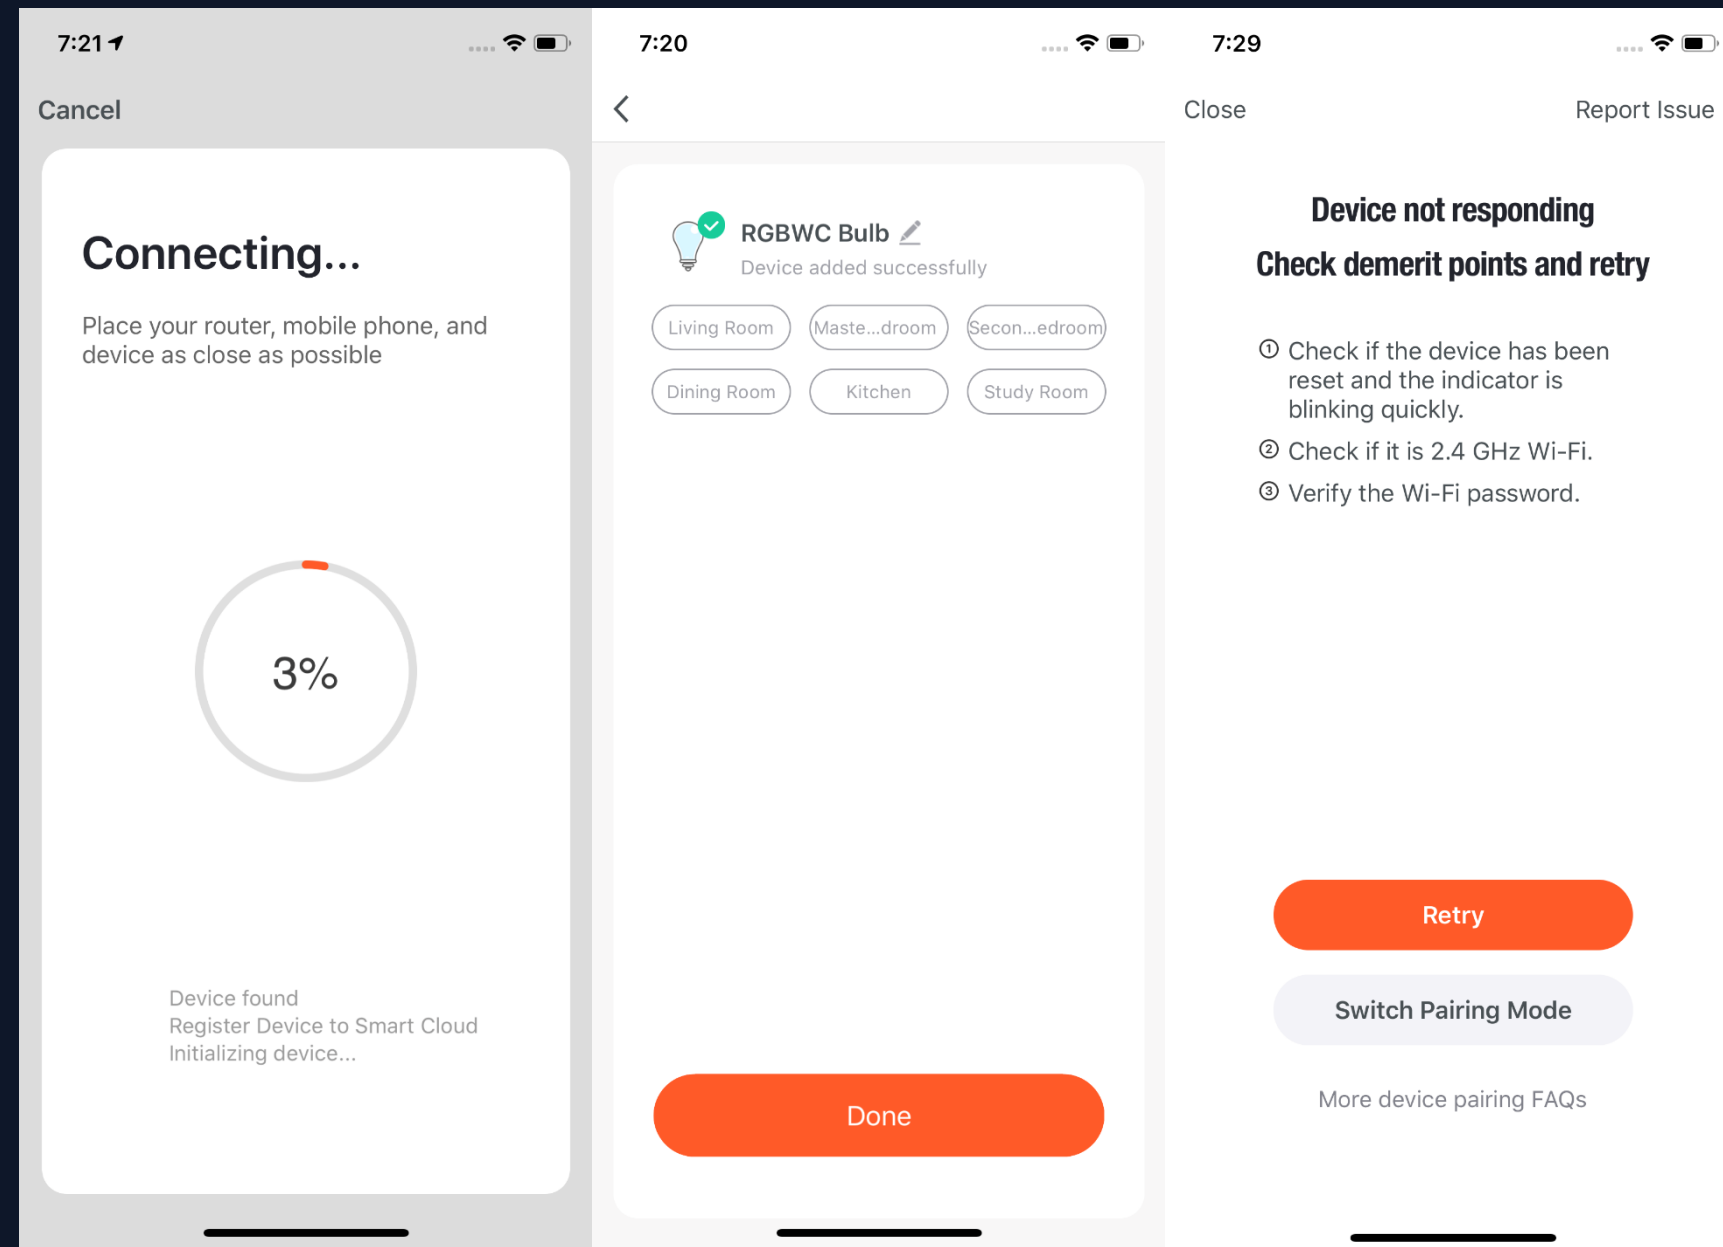 7:21
Cancel
Connecting...
Place your router, mobile phone, and
device as close as possible
3%
Device found
Register Device to Smart Cloud
Initializing device...
7:20
RGBWC Bulb
Device added successfully
Living Room
Maste...droom
Secon...edroom
Dining Room
Kitchen
Study Room
Done
7:29
Close
Report Issue
Device not responding
Check demerit points and retry
① Check if the device has been
reset and the indicator is
blinking quickly.
② Check if it is 2.4 GHz Wi-Fi.
③ Verify the Wi-Fi password.
Retry
Switch Pairing Mode
More device pairing FAQs